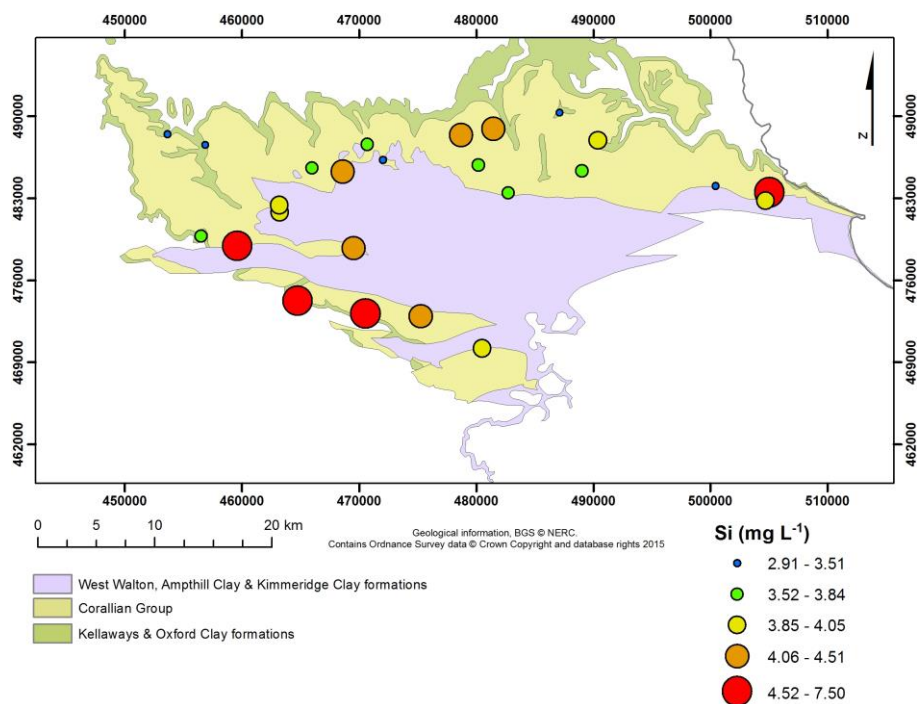 450000 460000 470000 480000 490000 500000 510000
490000 490000
483000 483000
476000 476000
469000 469000
462000 462000
N
450000 460000 470000 480000 490000 500000 510000
0 5 10 20 km
Geological information, BGS © NERC.
Contains Ordnance Survey data © Crown Copyright and database rights 2015
West Walton, Ampthill Clay & Kimmeridge Clay formations
Corallian Group
Kellaways & Oxford Clay formations
Si (mg L-1)
2.91 - 3.51
3.52 - 3.84
3.85 - 4.05
4.06 - 4.51
4.52 - 7.50